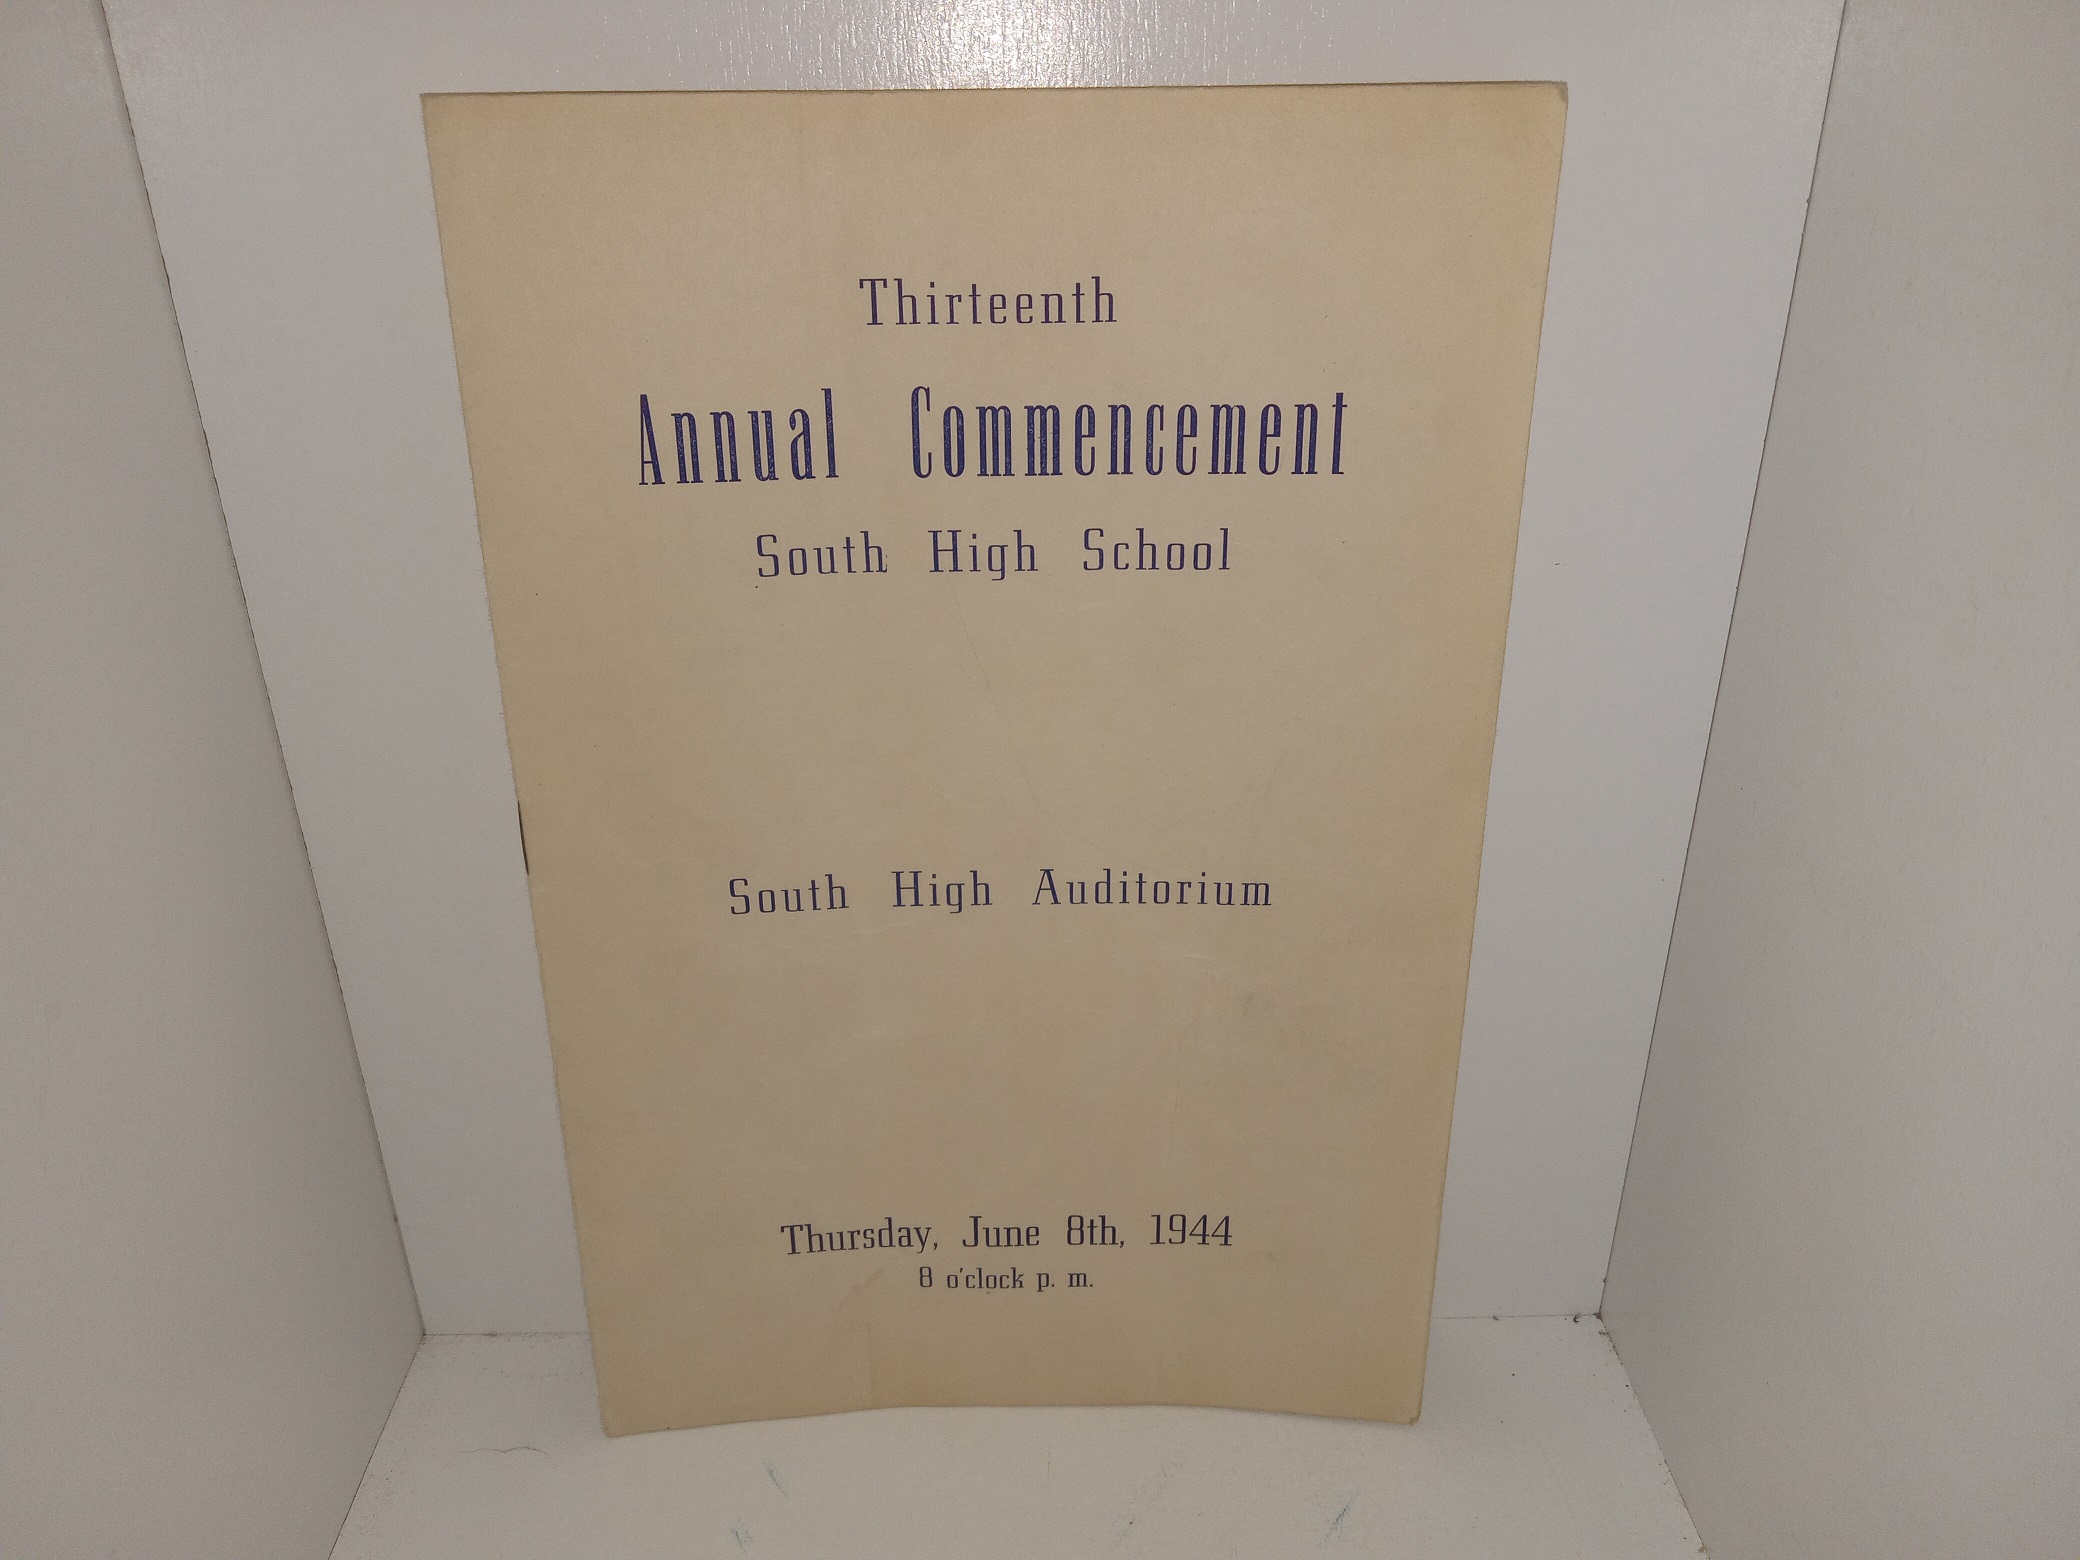 Thirteenth
Annual Commencement
South High School
South High Auditorium
Thursday, June 8th, 1944
8 o'clock p. m.